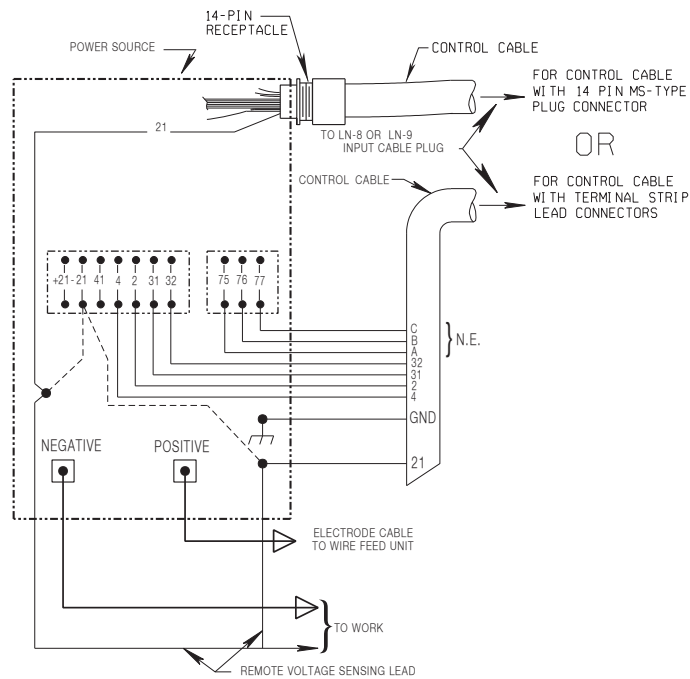 14-PIN
RECEPTACLE
POWER SOURCE
CONTROL CABLE
FOR CONTROL CABLE
WITH 14 PIN MS-TYPE
PLUG CONNECTOR
21
TO LN-8 OR LN-9
INPUT CABLE PLUG
OR
CONTROL CABLE
FOR CONTROL CABLE
WITH TERMINAL STRIP
LEAD CONNECTORS
+21 -21 41 4 2 31 32 75 76 77
C
B
A
N.E.
32
31
2
4
GND
NEGATIVE
POSITIVE
21
ELECTRODE CABLE
TO WIRE FEED UNIT
TO WORK
REMOTE VOLTAGE SENSING LEAD